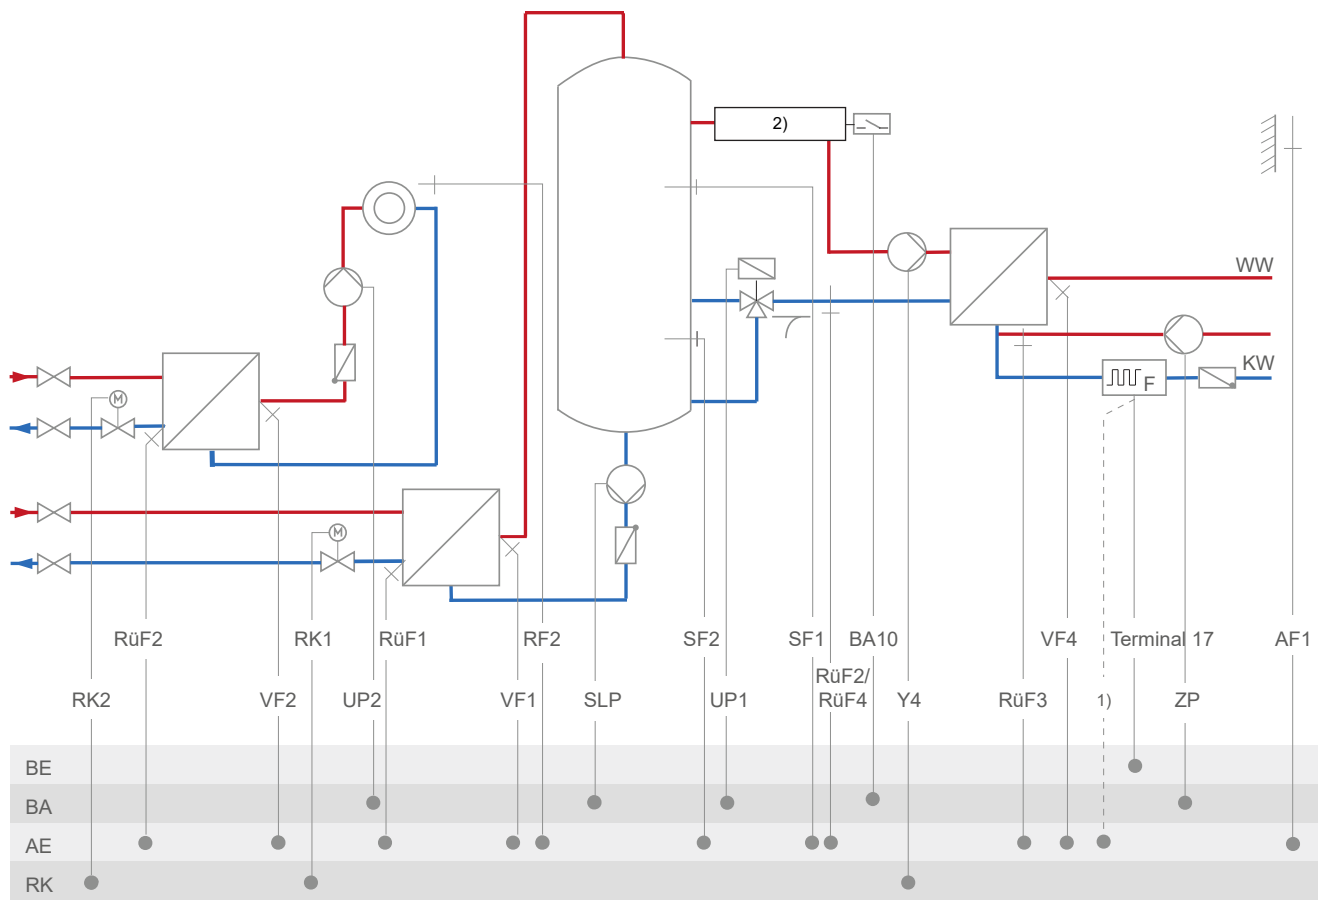 2)
WW
KW
F
M
M
RüF2
RK1
RüF1
RF2
SF2
SF1
BA10
VF4
Terminal 17
AF1
RüF2/
RüF4
RK2
VF2
UP2
VF1
SLP
UP1
Y4
RüF3
1)
ZP
BE
BA
AE
RK